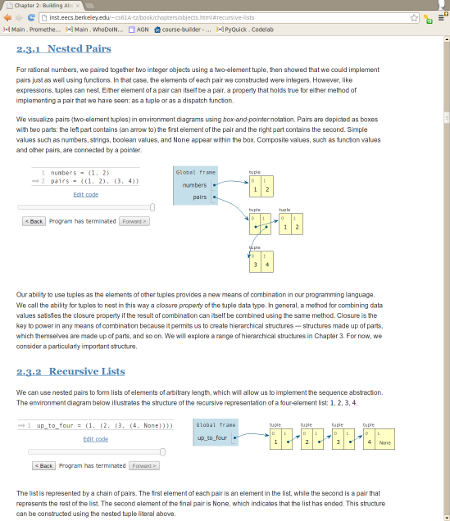 Chapter 2: Building Ab
inst.eecs.berkeley.edu/~cs61A-tz/book/chapters/objects.html#recursive-lists
Main . Promethe... Main . WhoDoIN... AGN course-builder - ... PyQuick . Codelab
2.3.1 Nested Pairs
For rational numbers, we paired together two integer objects using a two-element tuple, then showed that we could implement
pairs just as well using functions. In that case, the elements of each pair we constructed were integers. However, like
expressions, tuples can nest. Either element of a pair can itself be a pair, a property that holds true for either method of
implementing a pair that we have seen: as a tuple or as a dispatch function.
We visualize pairs (two-element tuples) in environment diagrams using box-and-pointer notation. Pairs are depicted as boxes
with two parts: the left part contains (an arrow to) the first element of the pair and the right part contains the second. Simple
values such as numbers, strings, boolean values, and None appear within the box. Composite values, such as function values
and other pairs, are connected by a pointer.
1 numbers = (1, 2)
2 pairs = ((1, 2), (3, 4))
Edit code
< Back Program has terminated Forward >
Global frame
numbers
pairs
tuple
0 1
1 2
tuple tuple
0 1 0 1
1 2
tuple
0 1
3 4
Our ability to use tuples as the elements of other tuples provides a new means of combination in our programming language.
We call the ability for tuples to nest in this way a closure property of the tuple data type. In general, a method for combining data
values satisfies the closure property if the result of combination can itself be combined using the same method. Closure is the
key to power in any means of combination because it permits us to create hierarchical structures — structures made up of parts,
which themselves are made up of parts, and so on. We will explore a range of hierarchical structures in Chapter 3. For now, we
consider a particularly important structure.
2.3.2 Recursive Lists
We can use nested pairs to form lists of elements of arbitrary length, which will allow us to implement the sequence abstraction.
The environment diagram below illustrates the structure of the recursive representation of a four-element list: 1, 2, 3, 4.
1 up_to_four = (1, (2, (3, (4, None))))
Edit code
< Back Program has terminated Forward >
Global frame
up_to_four
tuple tuple tuple tuple
0 1 0 1 0 1 0 1
1 2 3 4 None
The list is represented by a chain of pairs. The first element of each pair is an element in the list, while the second is a pair that
represents the rest of the list. The second element of the final pair is None, which indicates that the list has ended. This structure
can be constructed using the nested tuple literal above.